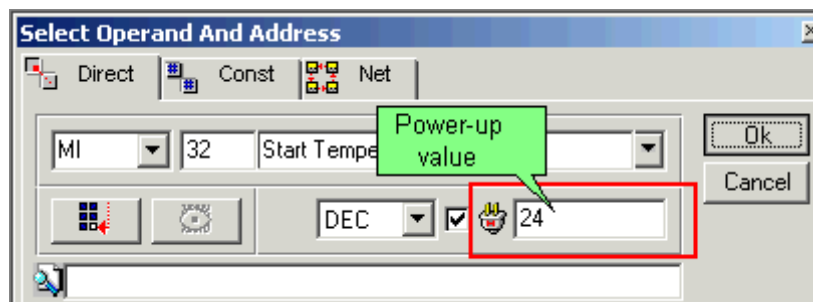 Select Operand And Address
Direct Const Net
Power-up
value
MI 32 Start Tempe
Ok
Cancel
DEC 24